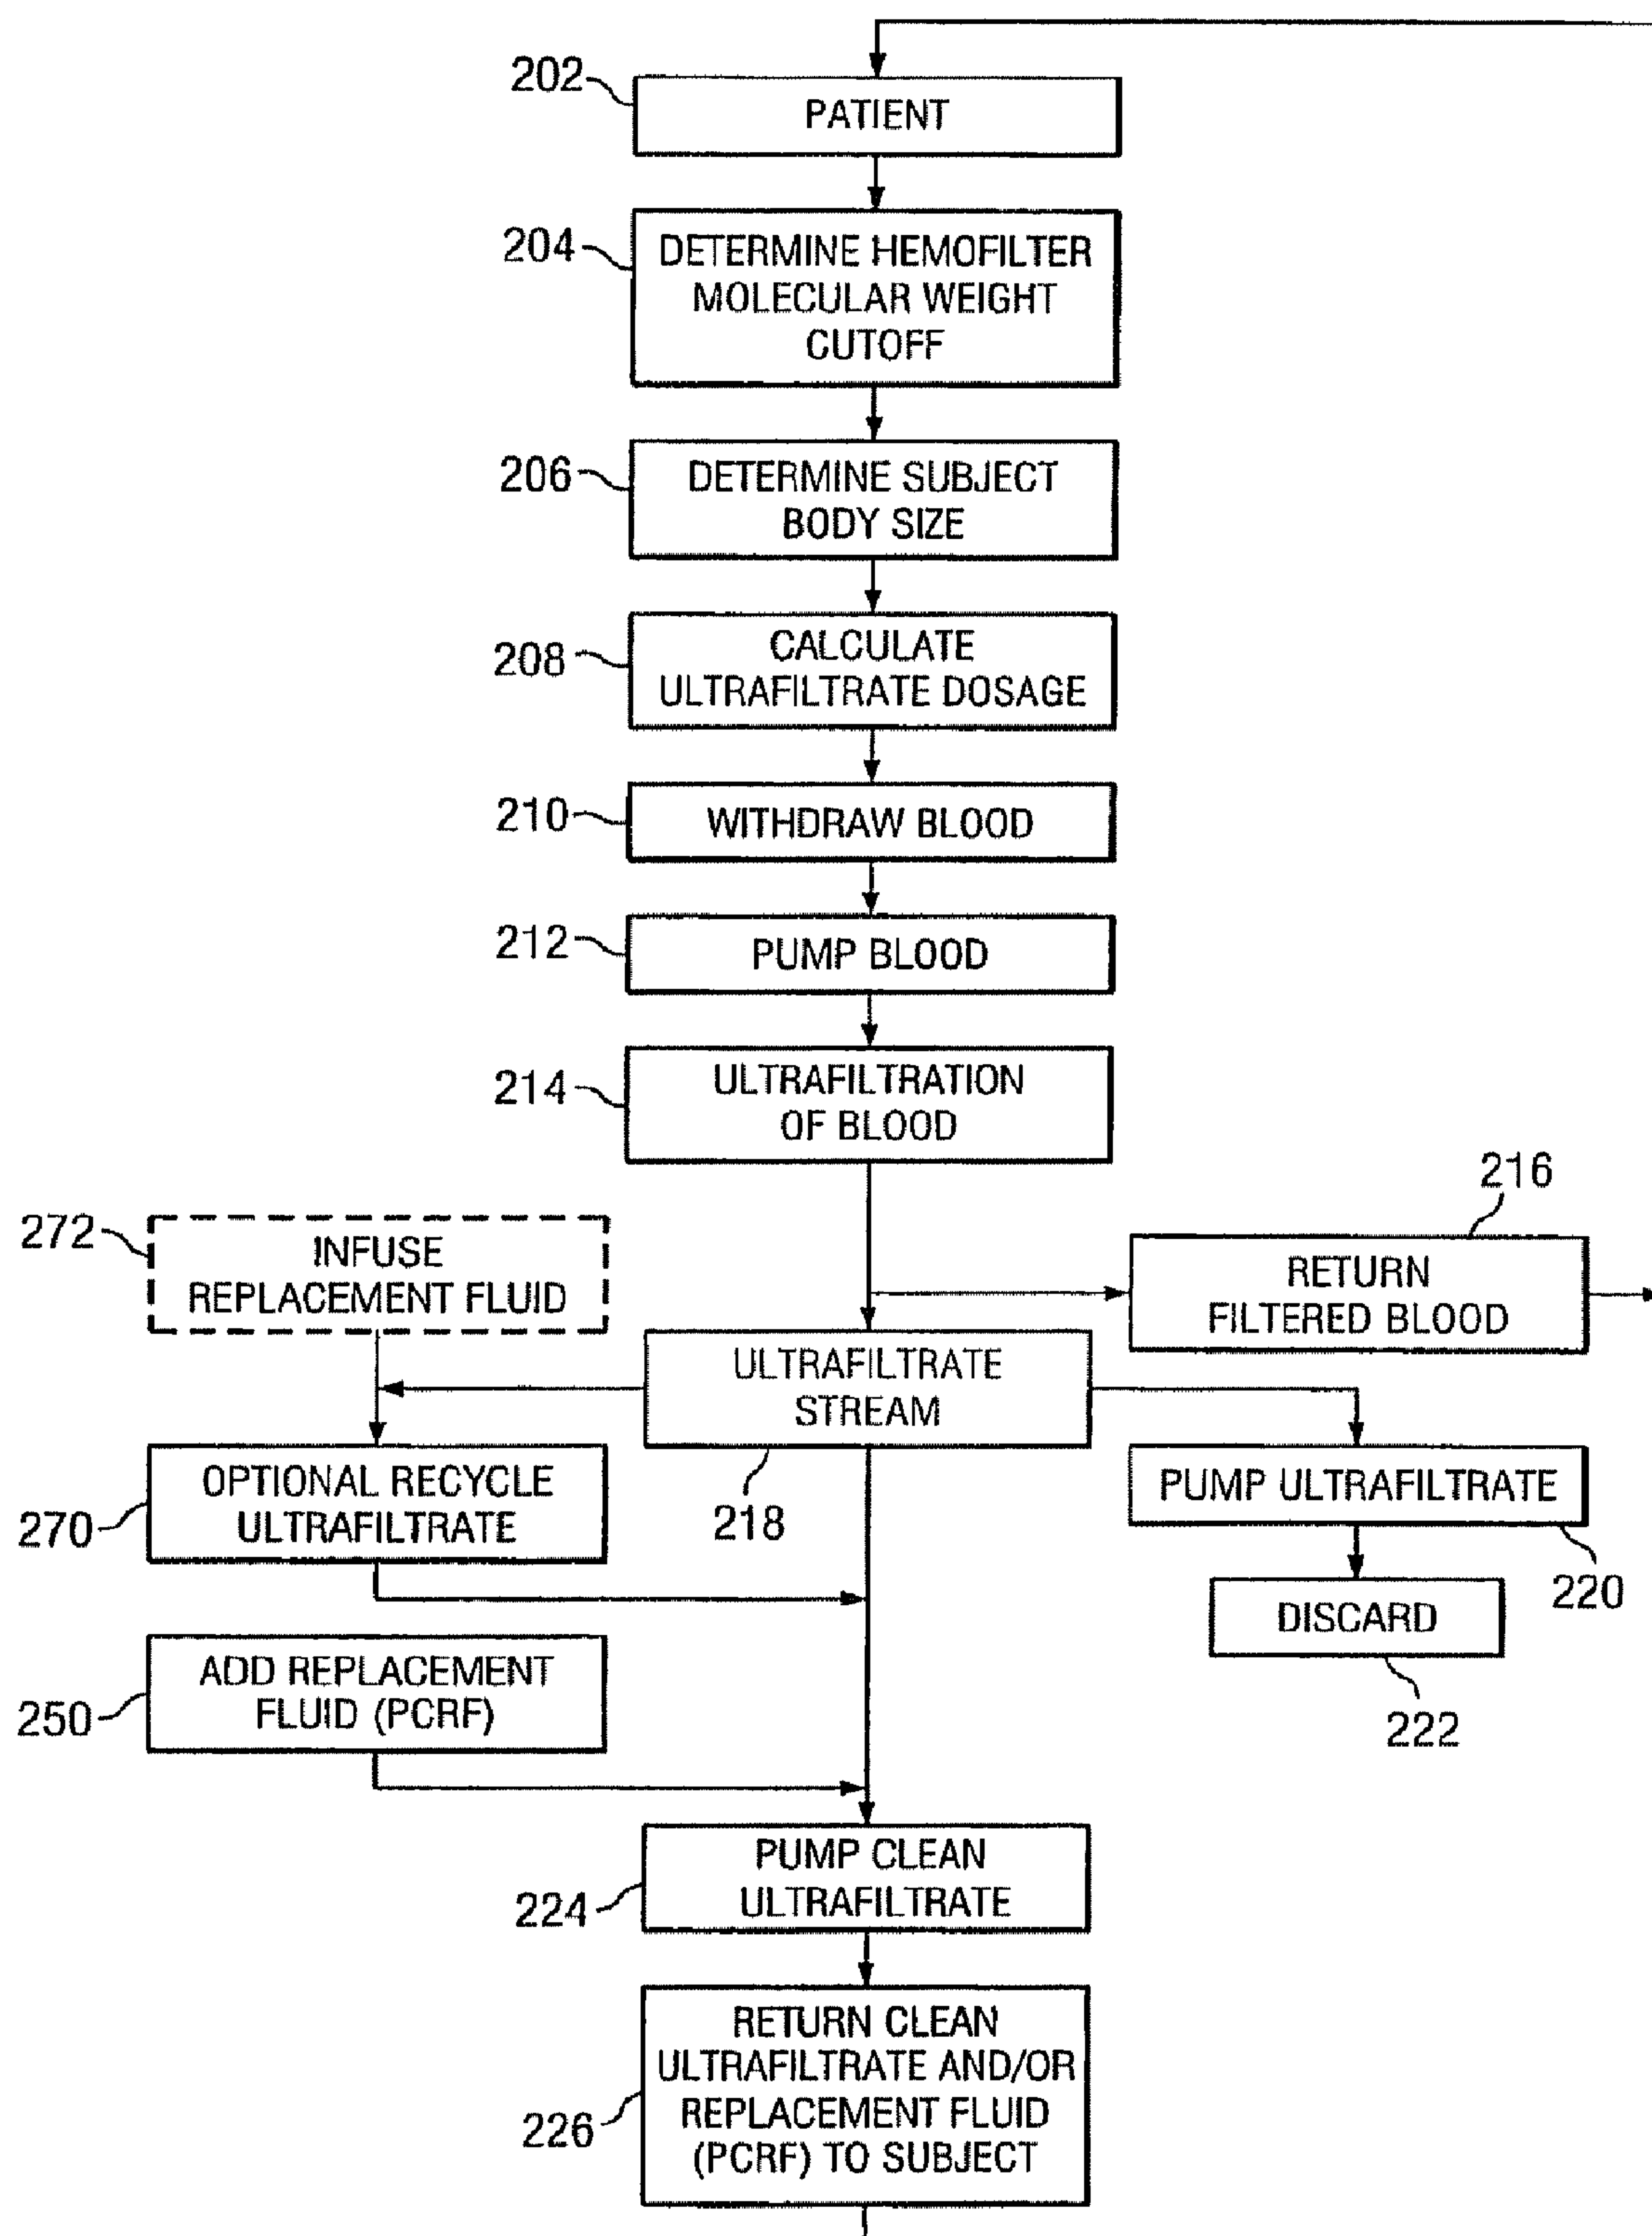 202
PATIENT
204
DETERMINE HEMOFILTER
MOLECULAR WEIGHT
CUTOFF
206
DETERMINE SUBJECT
BODY SIZE
208
CALCULATE
ULTRAFILTRATE DOSAGE
210
WITHDRAW BLOOD
212
PUMP BLOOD
214
ULTRAFILTRATION
OF BLOOD
216
RETURN
FILTERED BLOOD
272
INFUSE
REPLACEMENT FLUID
ULTRAFILTRATE
STREAM
218
270
OPTIONAL RECYCLE
ULTRAFILTRATE
PUMP ULTRAFILTRATE
220
DISCARD
222
250
ADD REPLACEMENT
FLUID (PCRF)
224
PUMP CLEAN
ULTRAFILTRATE
226
RETURN CLEAN
ULTRAFILTRATE AND/OR
REPLACEMENT FLUID
(PCRF) TO SUBJECT